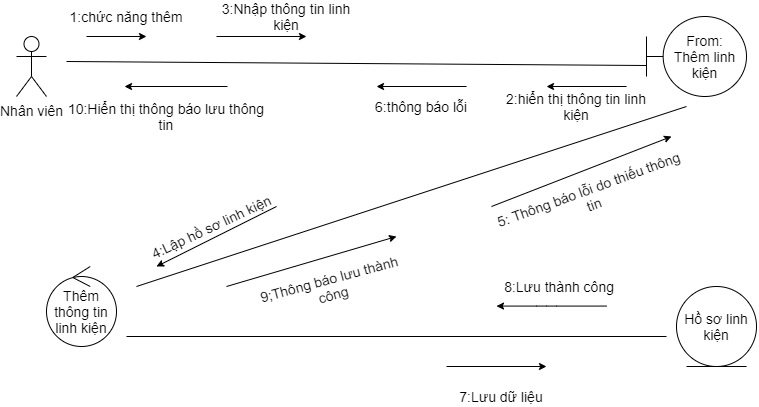 1:chức năng thêm
3:Nhập thông tin linh
kiện
From:
Thêm linh
kiện
Nhân viên
10:Hiển thị thông báo lưu thông
tin
6:thông báo lỗi
2:hiển thị thông tin linh
kiện
5: Thông báo lỗi do thiếu thông
tin
4:Lập hồ sơ linh kiện
9;Thông báo lưu thành
công
Thêm
thông tin
linh kiện
8:Lưu thành công
Hồ sơ linh
kiện
7:Lưu dữ liệu